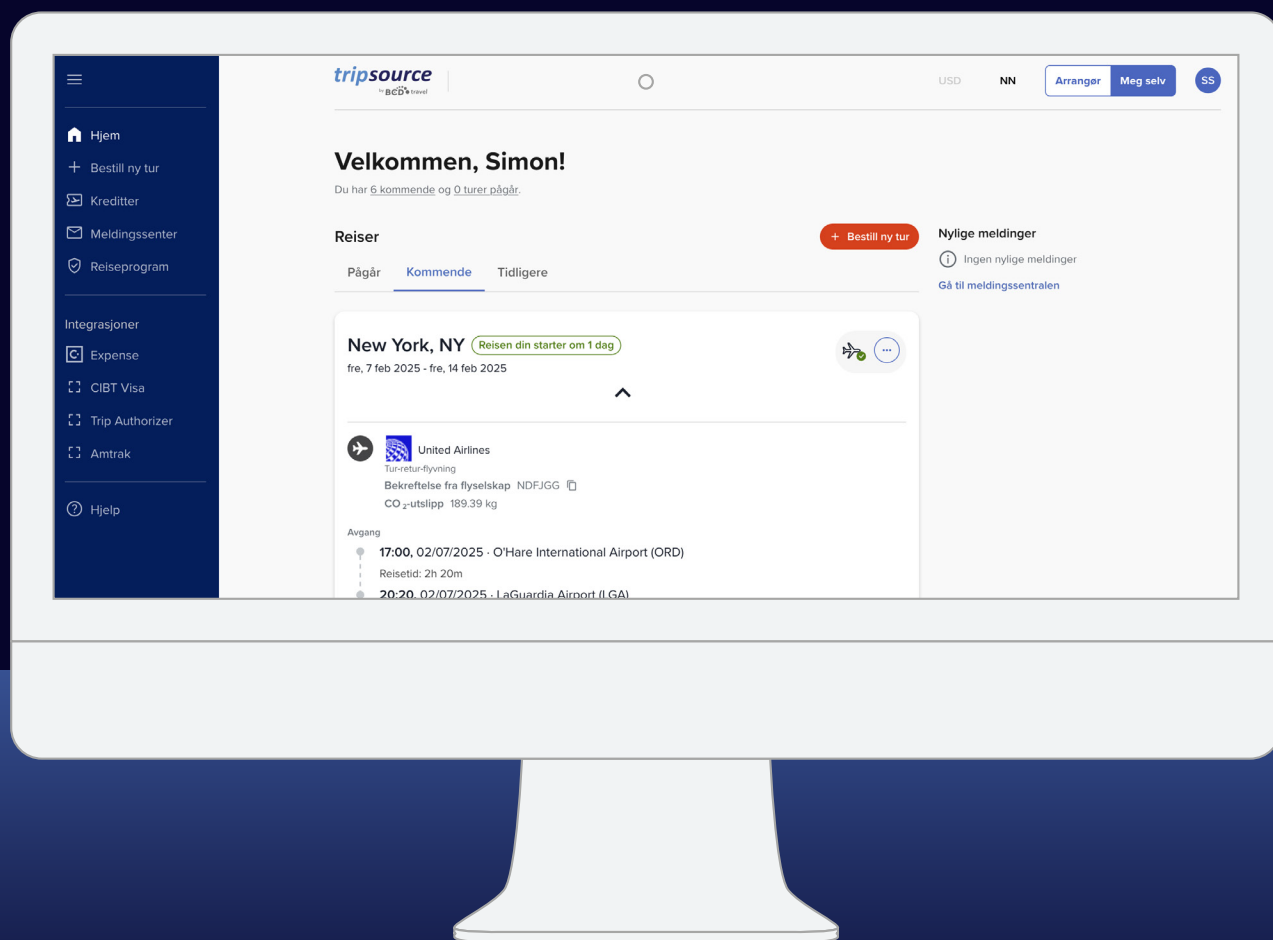 Hjem
Bestill ny tur
Kreditter
Meldingssenter
Reiseprogram
Integrasjoner
Expense
CIBT Visa
Trip Authorizer
Amtrak
Hjelp
tripsource
by BCD travel
USD
NN
Arrangør
Meg selv
SS
Velkommen, Simon!
Du har 6 kommende og 0 turer pågår.
Reiser
+ Bestill ny tur
Pågår
Kommende
Tidligere
New York, NY
Reisen din starter om 1 dag
fre, 7 feb 2025 - fre, 14 feb 2025
United Airlines
Tur-retur-flyvning
Bekreftelse fra flyselskap NDFJGG
CO₂-utslipp 189.39 kg
Avgang
17:00, 02/07/2025 · O'Hare International Airport (ORD)
Reisetid: 2h 20m
20:20, 02/07/2025 · LaGuardia Airport (LGA)
Nylige meldinger
Ingen nylige meldinger
Gå til meldingssentralen